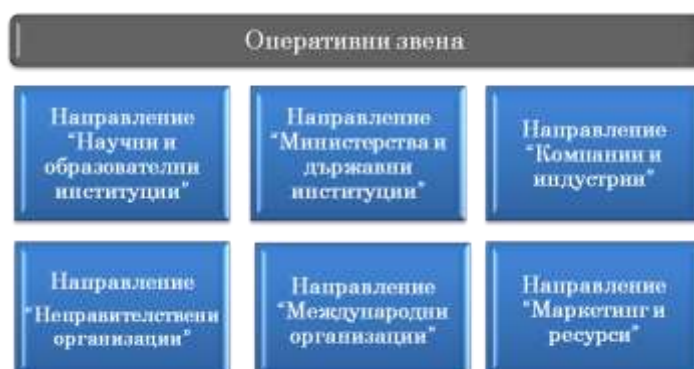 Оперативни звена
Направление
“Научни и
образователни
институции”
Направление
“Министерства и
държавни
институции”
Направление
“Компании и
индустрии”
Направление
“Неправителствени
организации”
Направление
“Международни
организации”
Направление
“Маркетинг и
ресурси”